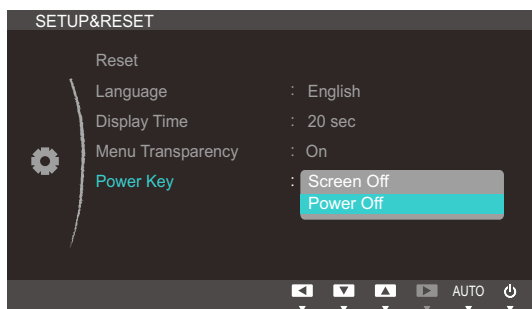 SETUP&RESET
Reset
Language : English
Display Time : 20 sec
Menu Transparency : On
Power Key : Screen Off
Power Off
AUTO